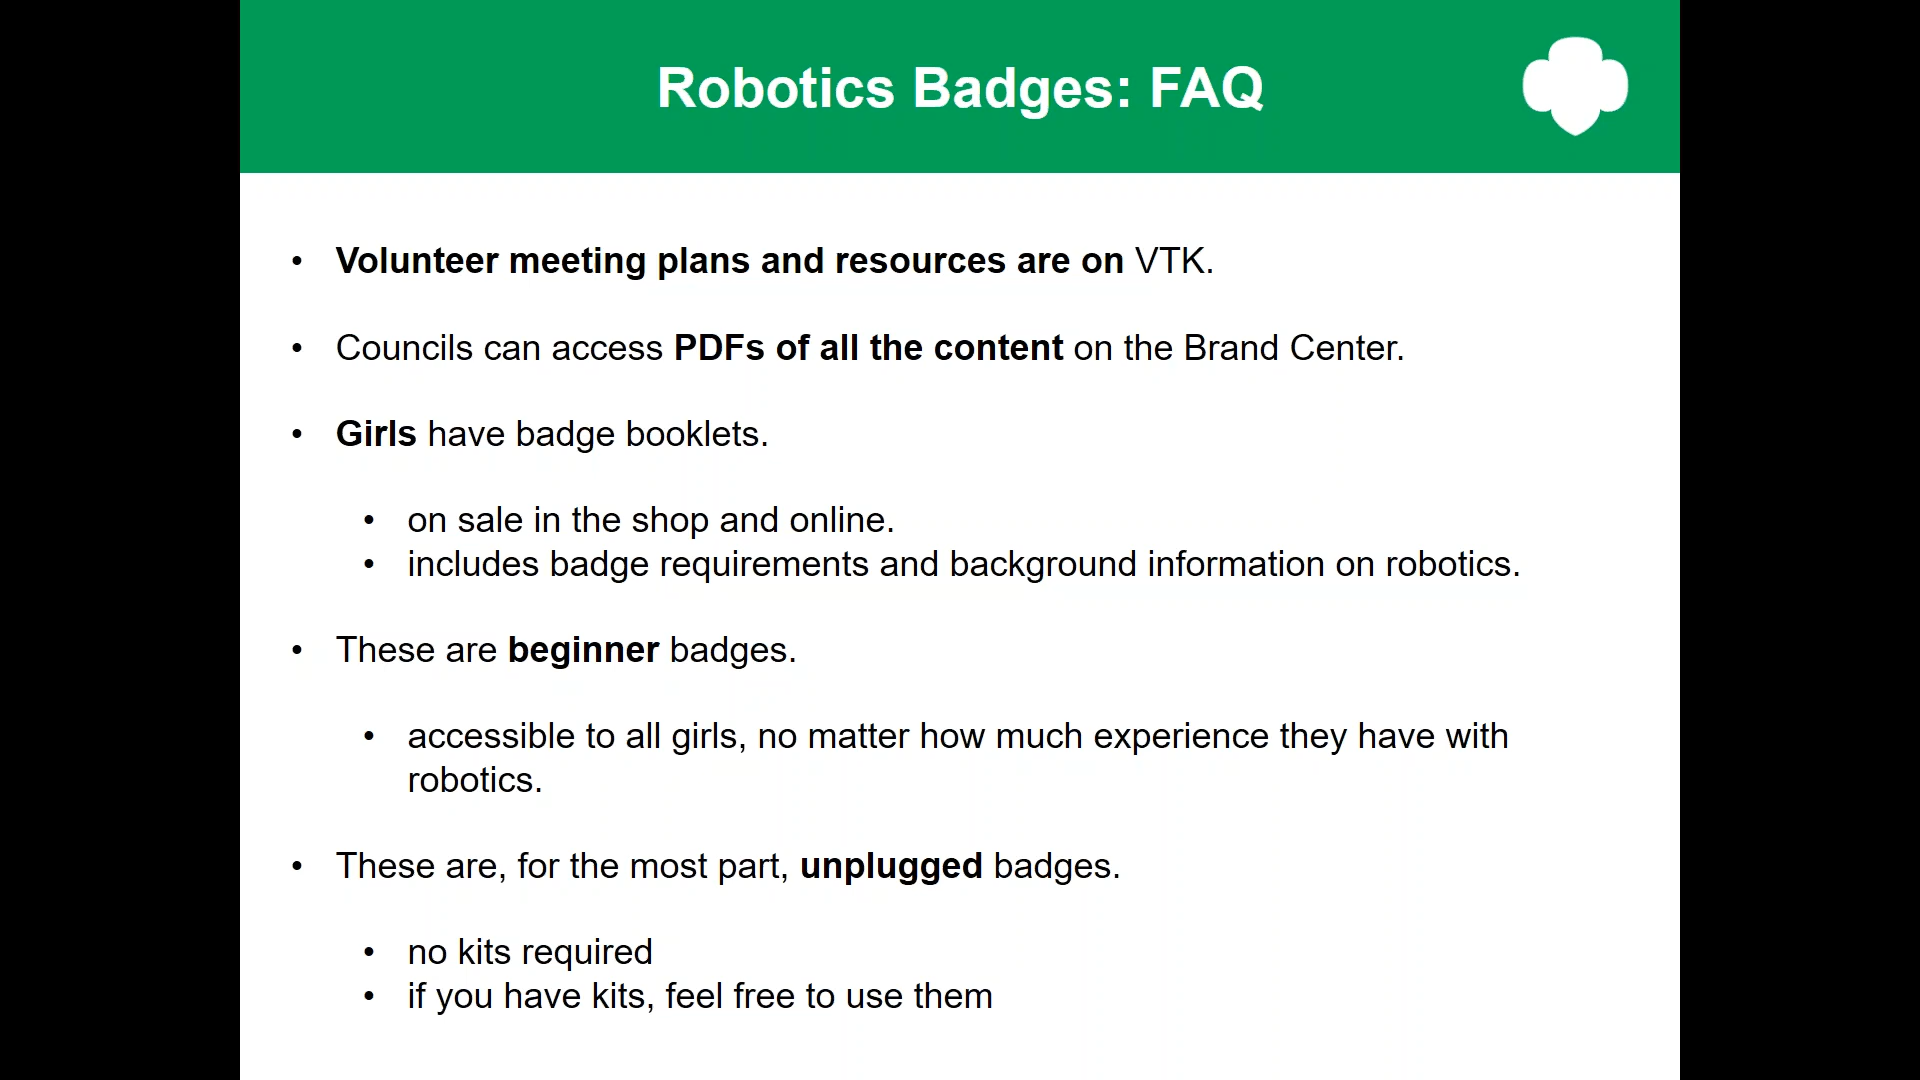 Robotics Badges: FAQ
• Volunteer meeting plans and resources are on VTK.
• Councils can access PDFs of all the content on the Brand Center.
• Girls have badge booklets.
• on sale in the shop and online.
• includes badge requirements and background information on robotics.
• These are beginner badges.
• accessible to all girls, no matter how much experience they have with
robotics.
• These are, for the most part, unplugged badges.
• no kits required
• if you have kits, feel free to use them